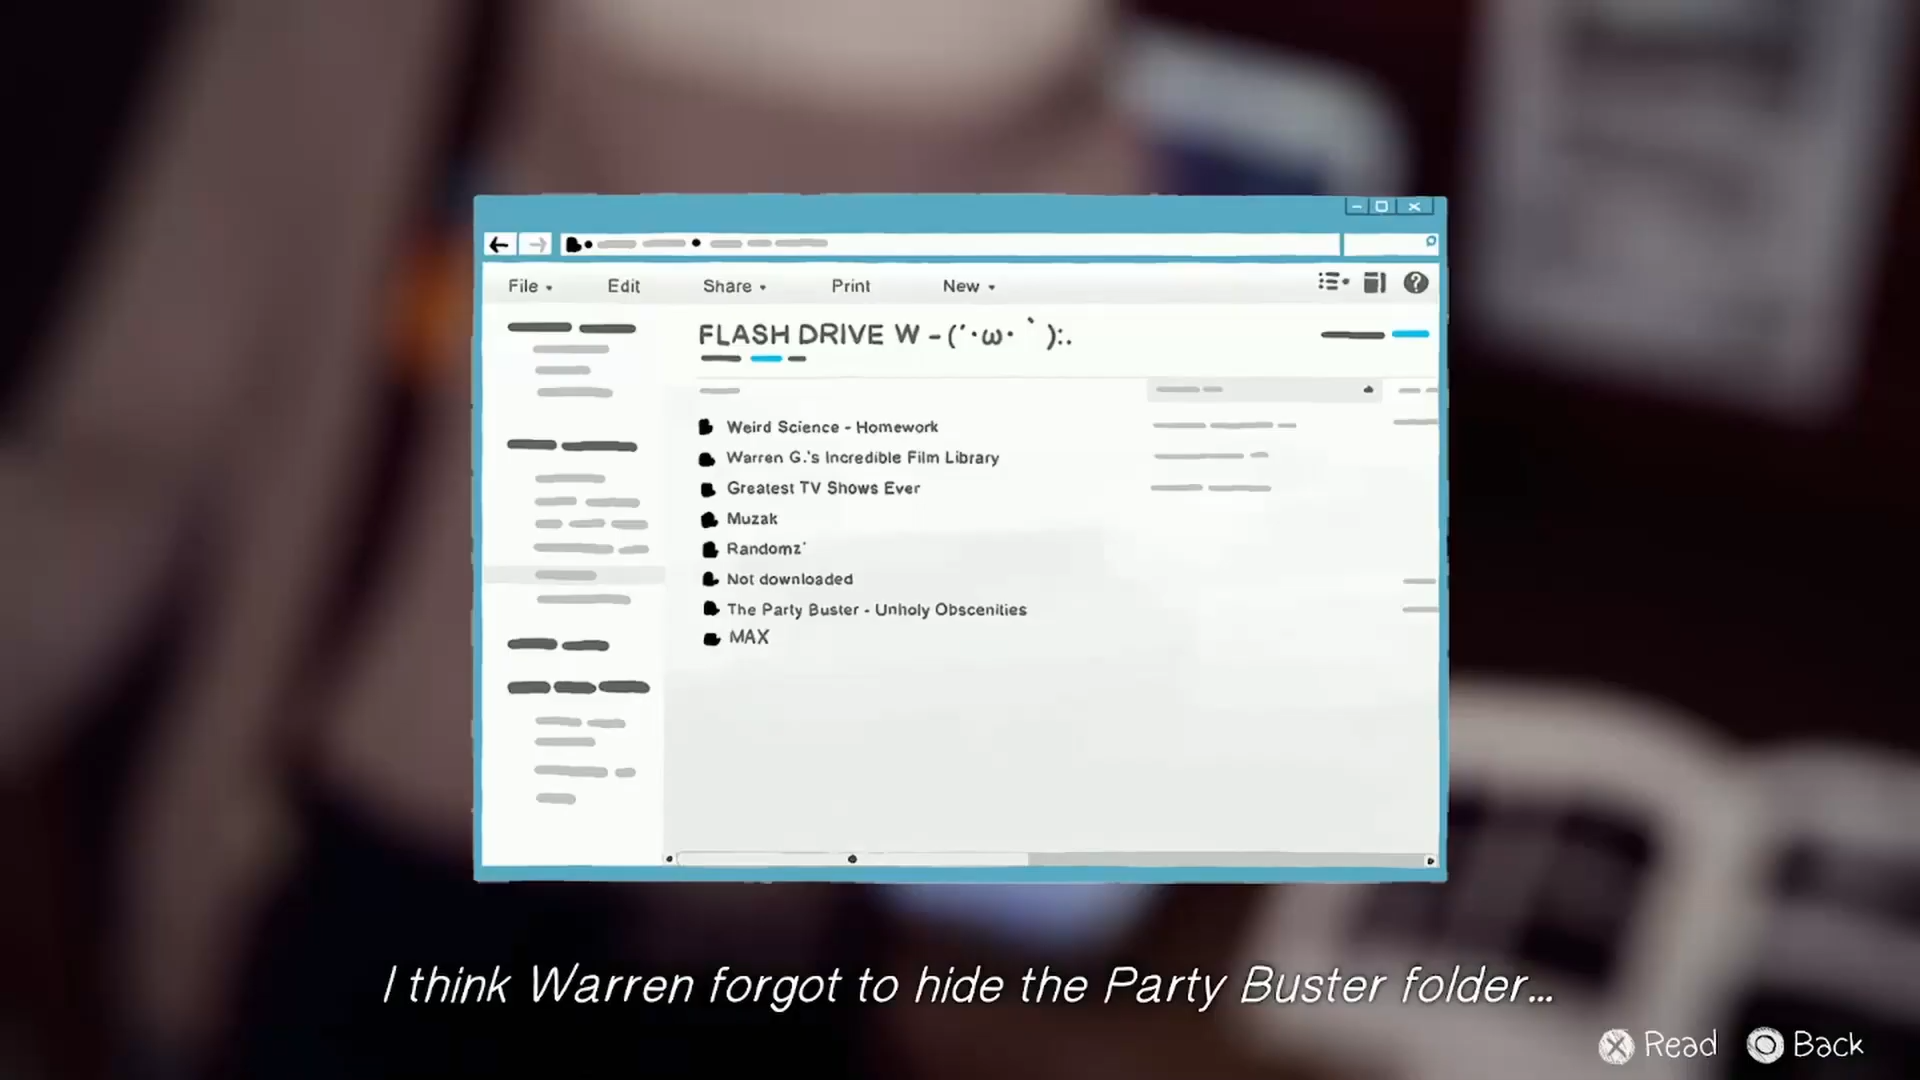 File Edit Share Print New
FLASH DRIVE W - (´･ω･｀):.
Weird Science - Homework
Warren G.'s Incredible Film Library
Greatest TV Shows Ever
Muzak
Randomz'
Not downloaded
The Party Buster - Unholy Obscenities
MAX
I think Warren forgot to hide the Party Buster folder...
Read Back